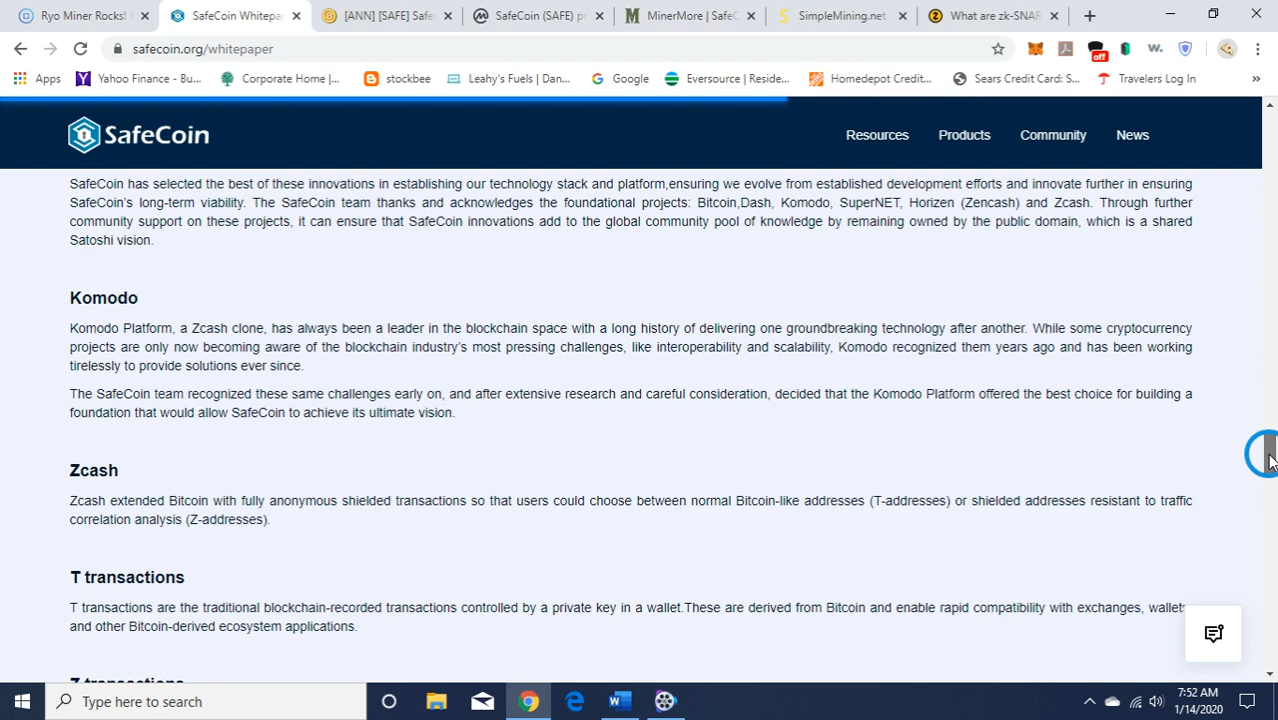 Ryo Miner Rocks!
SafeCoin Whitepa
[ANN] [SAFE] Safe
SafeCoin (SAFE) pr
MinerMore | SafeC
SimpleMining.net
What are zk-SNAR
safecoin.org/whitepaper
off
w.
Apps
Yahoo Finance - Bu...
Corporate Home |...
stockbee
Leahy's Fuels | Dan...
Google
Eversource | Reside...
Homedepot Credit...
Sears Credit Card: S...
Travelers Log In
»
SafeCoin
Resources
Products
Community
News
SafeCoin has selected the best of these innovations in establishing our technology stack and platform,ensuring we evolve from established development efforts and innovate further in ensuring
SafeCoin's long-term viability. The SafeCoin team thanks and acknowledges the foundational projects: Bitcoin,Dash, Komodo, SuperNET, Horizen (Zencash) and Zcash. Through further
community support on these projects, it can ensure that SafeCoin innovations add to the global community pool of knowledge by remaining owned by the public domain, which is a shared
Satoshi vision.
Komodo
Komodo Platform, a Zcash clone, has always been a leader in the blockchain space with a long history of delivering one groundbreaking technology after another. While some cryptocurrency
projects are only now becoming aware of the blockchain industry's most pressing challenges, like interoperability and scalability, Komodo recognized them years ago and has been working
tirelessly to provide solutions ever since.
The SafeCoin team recognized these same challenges early on, and after extensive research and careful consideration, decided that the Komodo Platform offered the best choice for building a
foundation that would allow SafeCoin to achieve its ultimate vision.
Zcash
Zcash extended Bitcoin with fully anonymous shielded transactions so that users could choose between normal Bitcoin-like addresses (T-addresses) or shielded addresses resistant to traffic
correlation analysis (Z-addresses).
T transactions
T transactions are the traditional blockchain-recorded transactions controlled by a private key in a wallet.These are derived from Bitcoin and enable rapid compatibility with exchanges, wallets
and other Bitcoin-derived ecosystem applications.
Z transactions
Type here to search
7:52 AM
1/14/2020